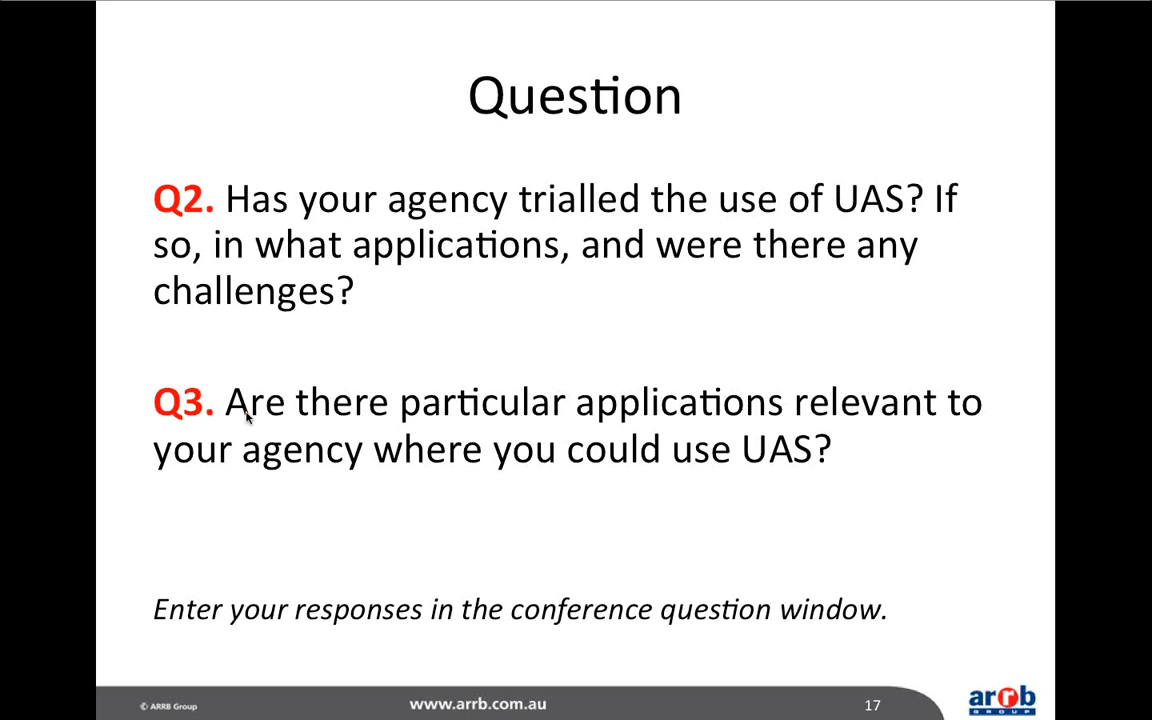 Question
Q2. Has your agency trialled the use of UAS? If
so, in what applications, and were there any
challenges?
Q3. Are there particular applications relevant to
your agency where you could use UAS?
Enter your responses in the conference question window.
© ARRB Group
www.arrb.com.au
17
arrb
GROUP